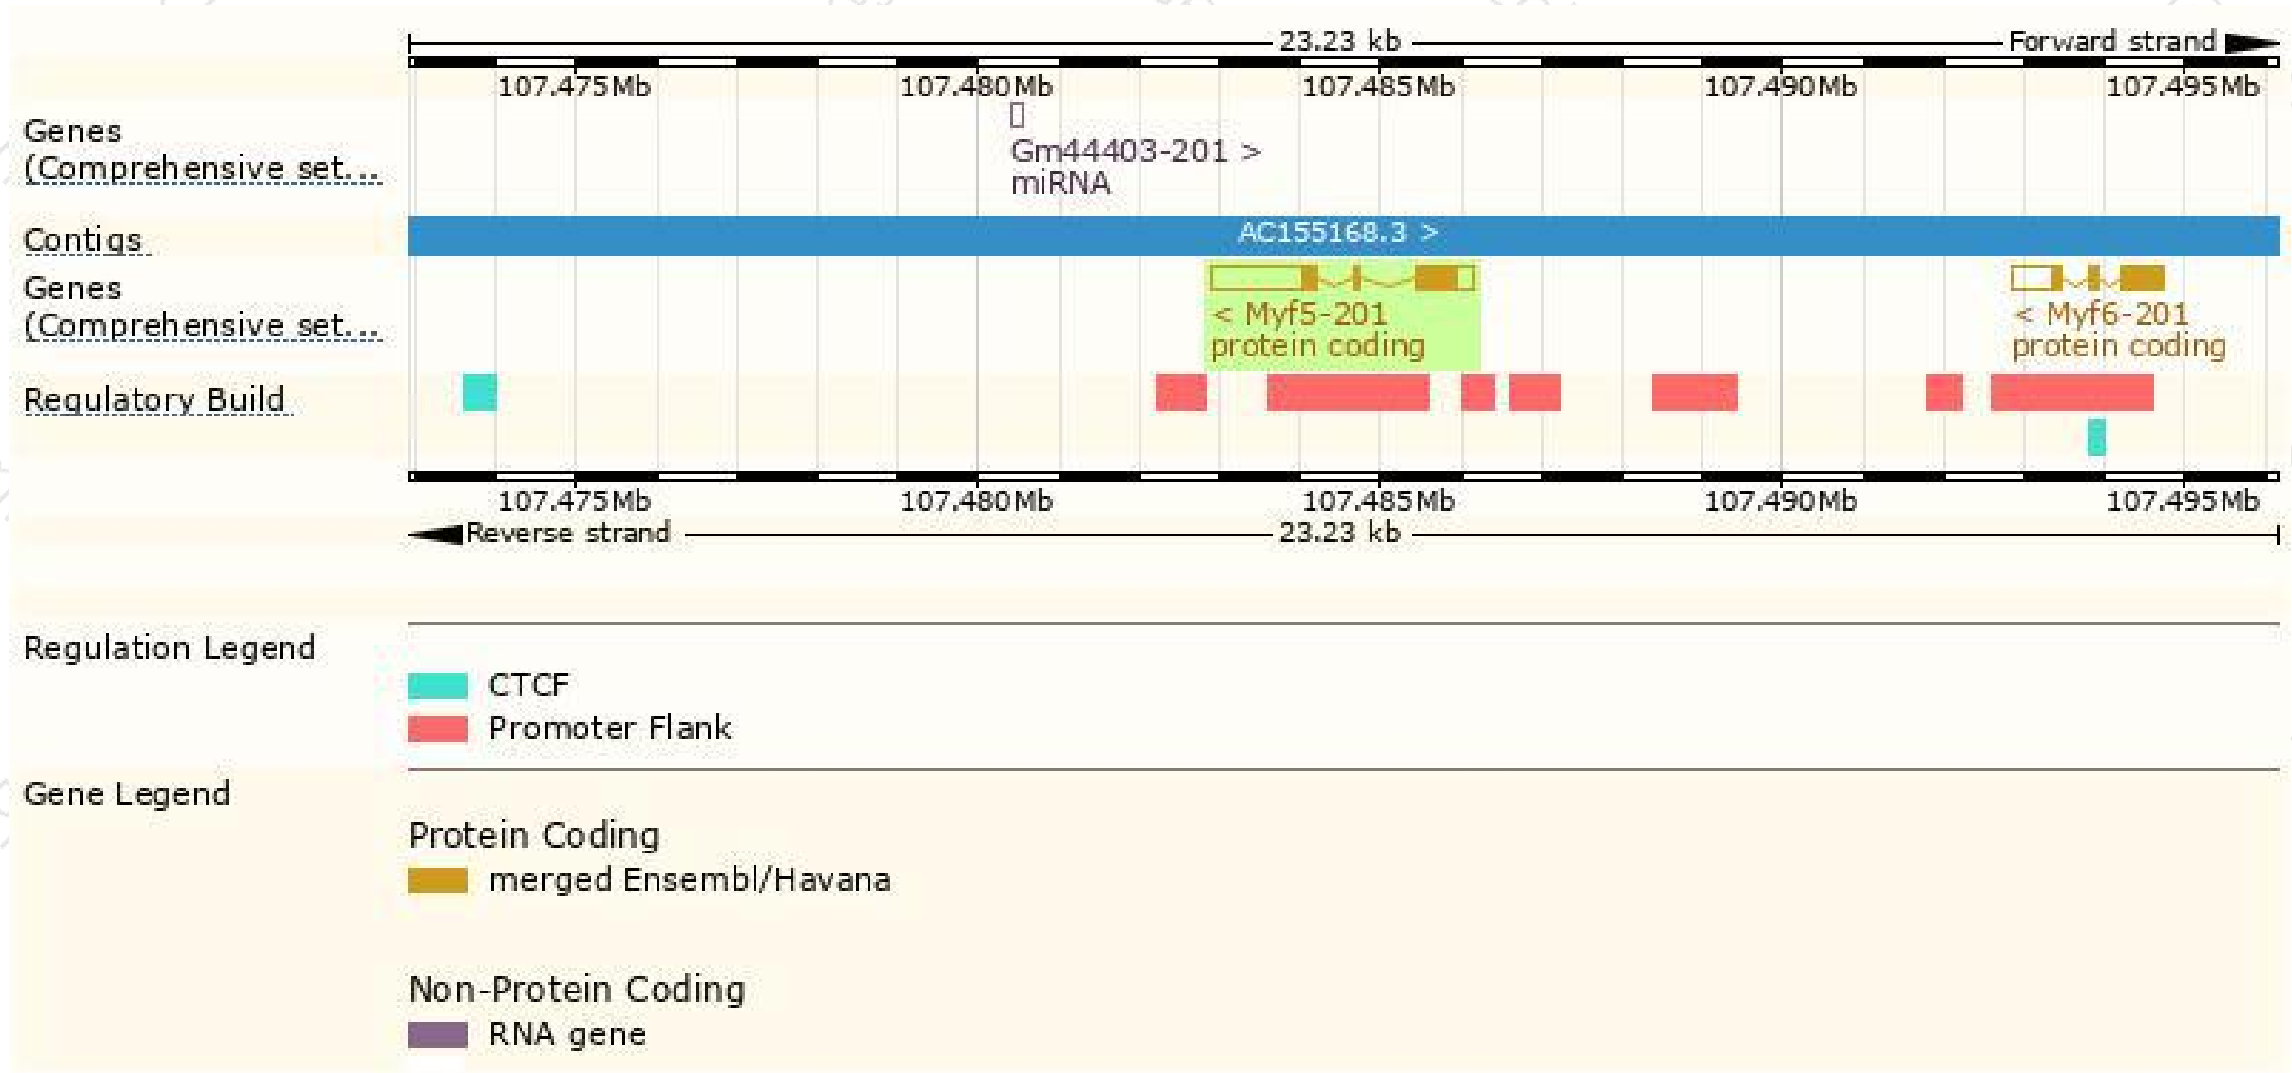 23.23 kb Forward strand
107.475Mb 107.480Mb 107.485Mb 107.490Mb 107.495Mb
Genes
(Comprehensive set...
Gm44403-201 >
miRNA
Contigs
AC155168.3 >
Genes
(Comprehensive set...
< Myf5-201
protein coding
< Myf6-201
protein coding
Regulatory Build
107.475Mb 107.480Mb 107.485Mb 107.490Mb 107.495Mb
Reverse strand 23.23 kb
Regulation Legend
CTCF
Promoter Flank
Gene Legend
Protein Coding
merged Ensembl/Havana
Non-Protein Coding
RNA gene